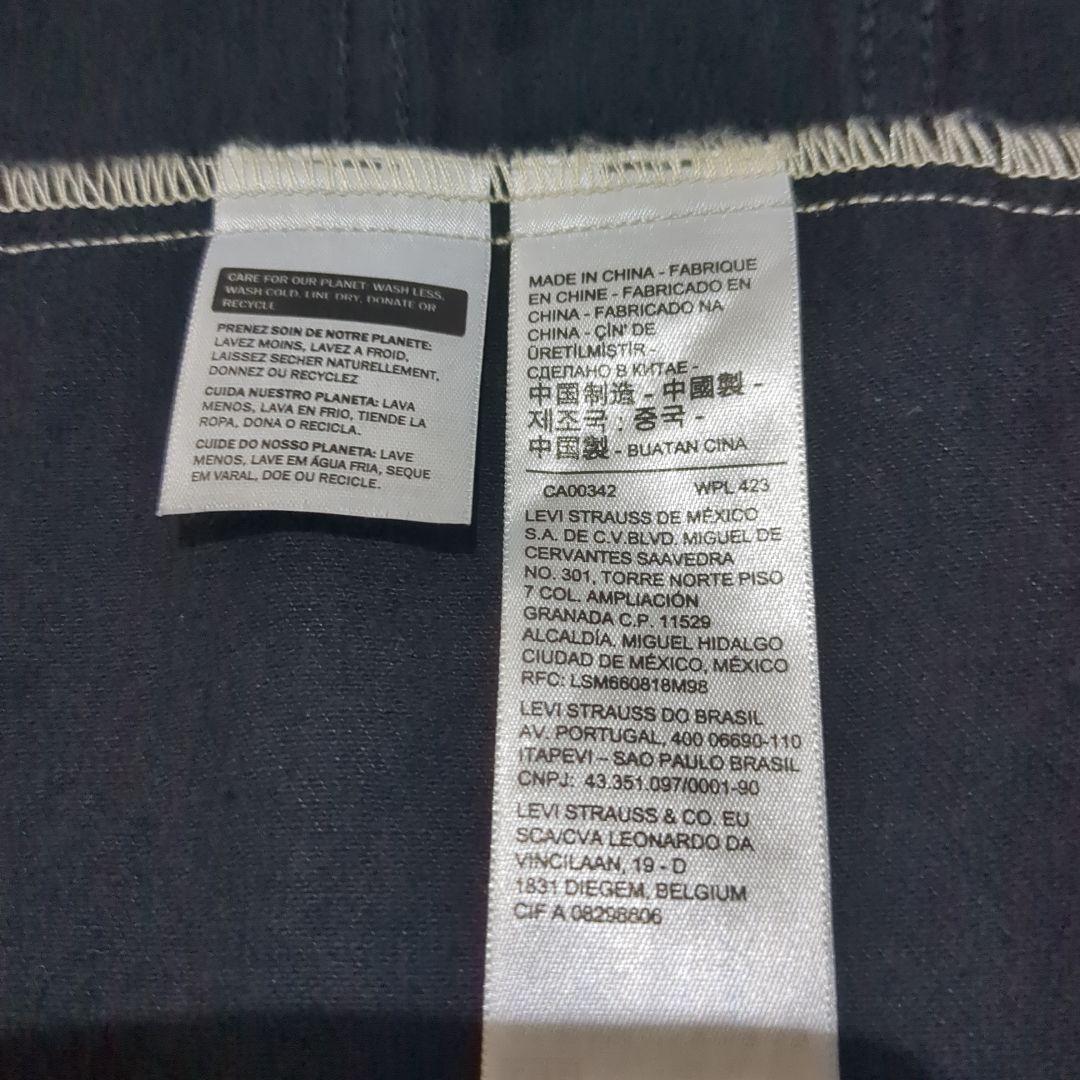 CARE FOR OUR PLANET: WASH LESS,
WASH COLD, LINE DRY, DONATE OR
RECYCLE
PRENEZ SOIN DE NOTRE PLANETE:
LAVEZ MOINS, LAVEZ A FROID,
LAISSEZ SECHER NATURELLEMENT,
DONNEZ OU RECYCLEZ
CUIDA NUESTRO PLANETA: LAVA
MENOS, LAVA EN FRIO, TIENDE LA
ROPA, DONA O RECICLA.
CUIDE DO NOSSO PLANETA: LAVE
MENOS, LAVE EM ÁGUA FRIA, SEQUE
EM VARAL, DOE OU RECICLE.
MADE IN CHINA - FABRIQUE
EN CHINE - FABRICADO EN
CHINA - FABRICADO NA
CHINA - ÇİN' DE
ÜRETİLMİŞTİR -
СДЕЛАНО В КИТАЕ -
中国制造 - 中國製 -
제조국 : 중국 -
中国製 - BUATAN CINA
CA00342 WPL 423
LEVI STRAUSS DE MÉXICO
S.A. DE C.V.BLVD. MIGUEL DE
CERVANTES SAAVEDRA
NO. 301, TORRE NORTE PISO
7 COL. AMPLIACIÓN
GRANADA C.P. 11529
ALCALDÍA, MIGUEL HIDALGO
CIUDAD DE MÉXICO, MÉXICO
RFC: LSM660818M98
LEVI STRAUSS DO BRASIL
AV. PORTUGAL, 400 06690-110
ITAPEVI – SAO PAULO BRASIL
CNPJ: 43.351.097/0001-90
LEVI STRAUSS & CO. EU
SCA/CVA LEONARDO DA
VINCILAAN, 19 - D
1831 DIEGEM, BELGIUM
CIF A 08298806